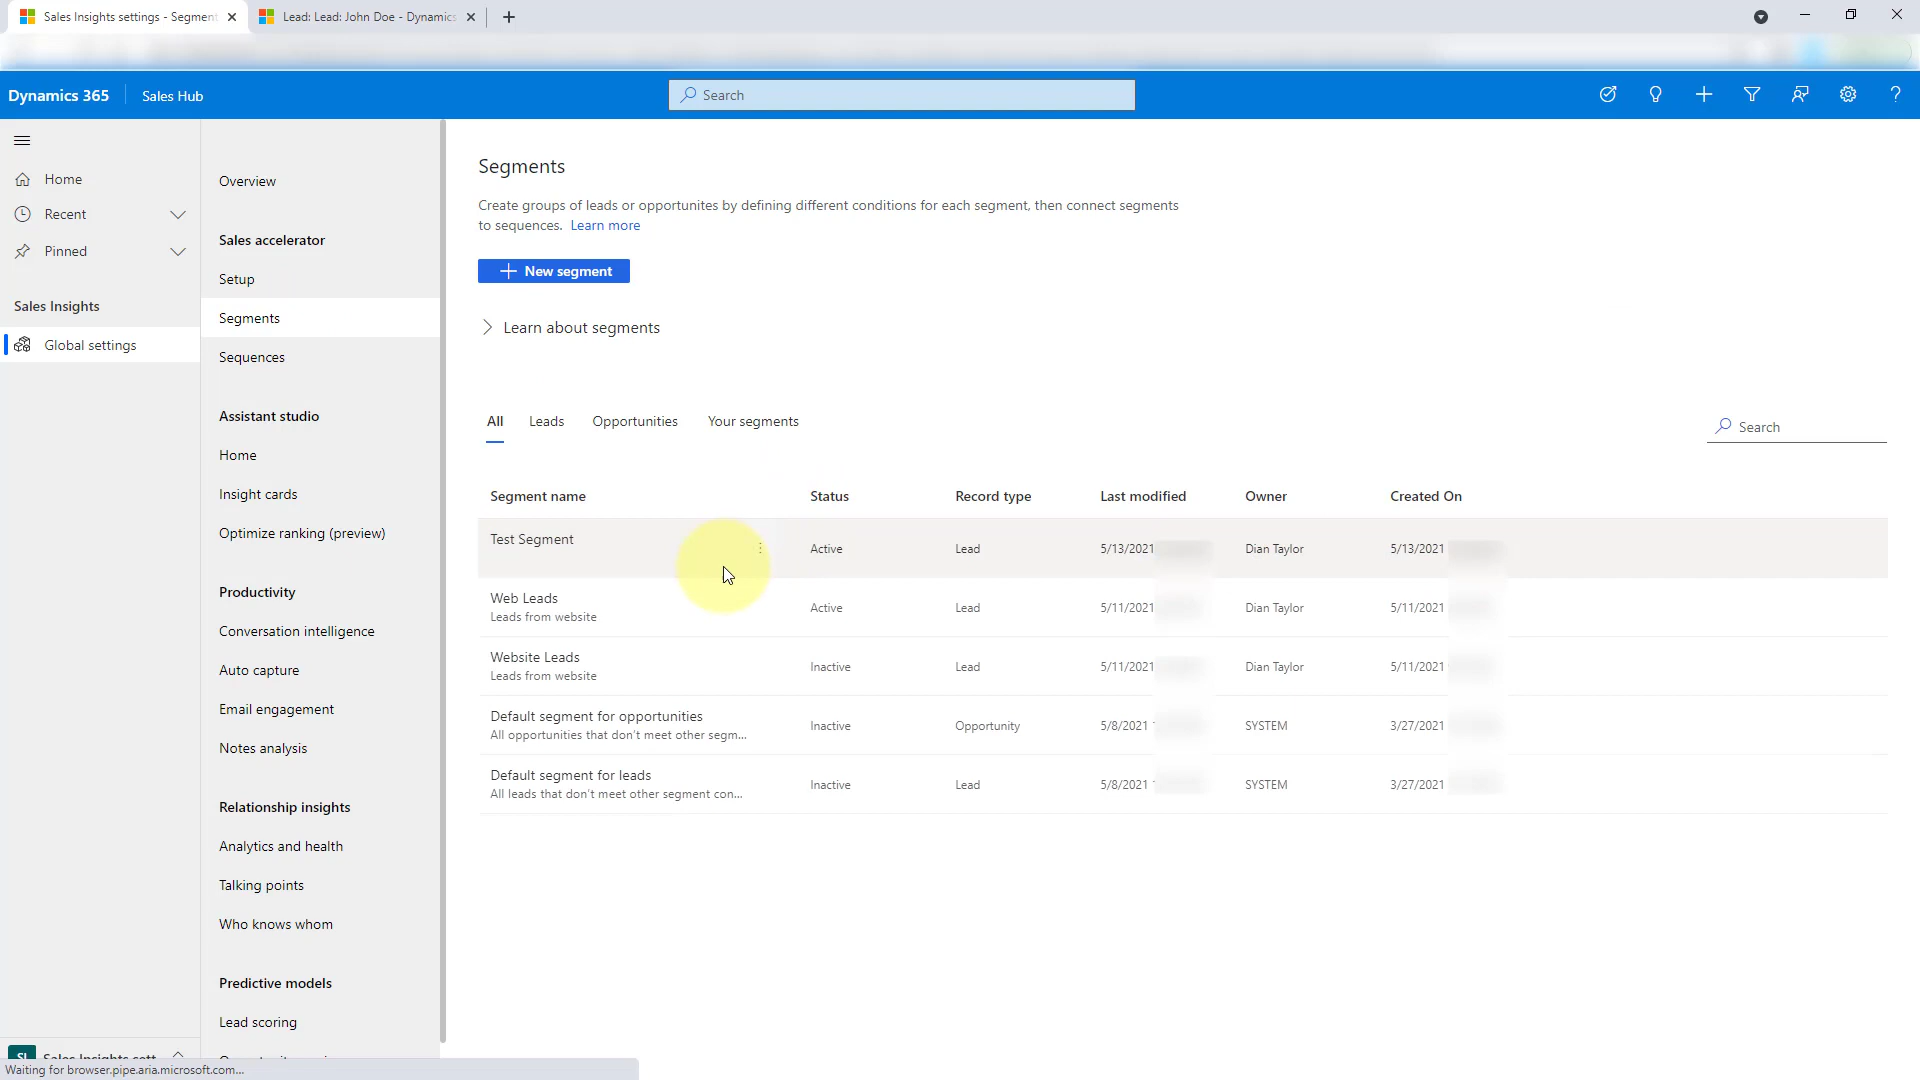 Sales Insights settings - Segment
Lead: Lead: John Doe - Dynamics
Dynamics 365
Sales Hub
Search
?
Home
Recent
Pinned
Sales Insights
Global settings
Overview
Sales accelerator
Setup
Segments
Sequences
Assistant studio
Home
Insight cards
Optimize ranking (preview)
Productivity
Conversation intelligence
Auto capture
Email engagement
Notes analysis
Relationship insights
Analytics and health
Talking points
Who knows whom
Predictive models
Lead scoring
Segments
Create groups of leads or opportunites by defining different conditions for each segment, then connect segments
to sequences. Learn more
New segment
Learn about segments
All Leads Opportunities Your segments
Search
Segment name Status Record type Last modified Owner Created On
Test Segment Active Lead 5/13/2021 Dian Taylor 5/13/2021
Web Leads Active Lead 5/11/2021 Dian Taylor 5/11/2021
Leads from website
Website Leads Inactive Lead 5/11/2021 Dian Taylor 5/11/2021
Leads from website
Default segment for opportunities Inactive Opportunity 5/8/2021 SYSTEM 3/27/2021
All opportunities that don't meet other segm...
Default segment for leads Inactive Lead 5/8/2021 SYSTEM 3/27/2021
All leads that don't meet other segment con...
SI Sales Insights sett
Waiting for browser.pipe.aria.microsoft.com...